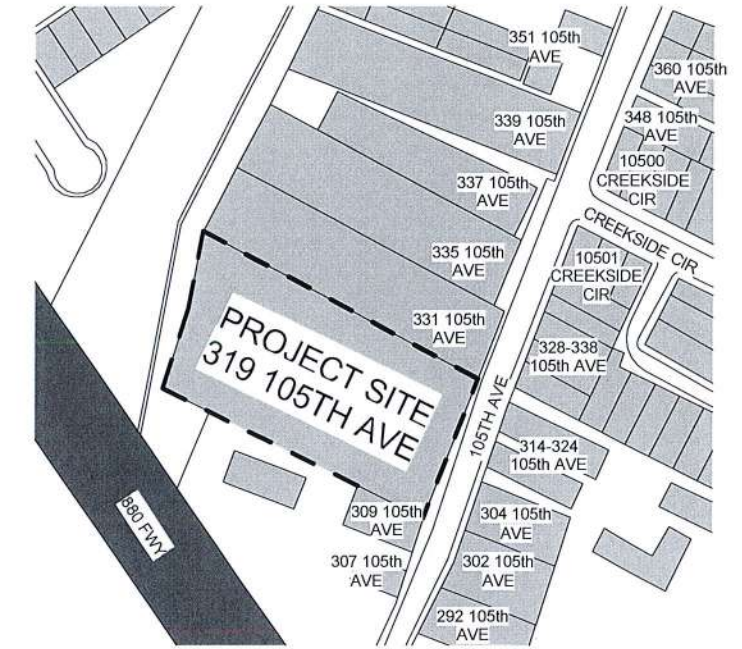 351 105th
AVE
360 105th
AVE
339 105th
AVE
348 105th
AVE
10500
CREEKSIDE
CIR
337 105th
AVE
CREEKSIDE CIR
335 105th
AVE
10501
CREEKSIDE
CIR
331 105th
AVE
PROJECT SITE
319 105TH AVE
328-338
105th AVE
105TH AVE
314-324
105th AVE
880 FWY
309 105th
AVE
304 105th
AVE
307 105th
AVE
302 105th
AVE
292 105th
AVE